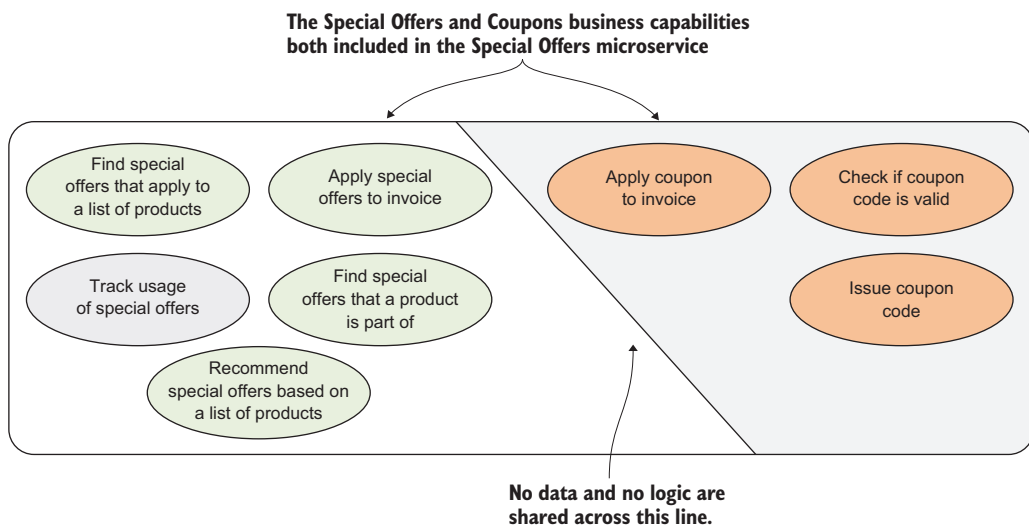 The Special Offers and Coupons business capabilities
both included in the Special Offers microservice
Find special
offers that apply to
a list of products
Apply special
offers to invoice
Apply coupon
to invoice
Check if coupon
code is valid
Track usage
of special offers
Find special
offers that a product
is part of
Issue coupon
code
Recommend
special offers based on
a list of products
No data and no logic are
shared across this line.